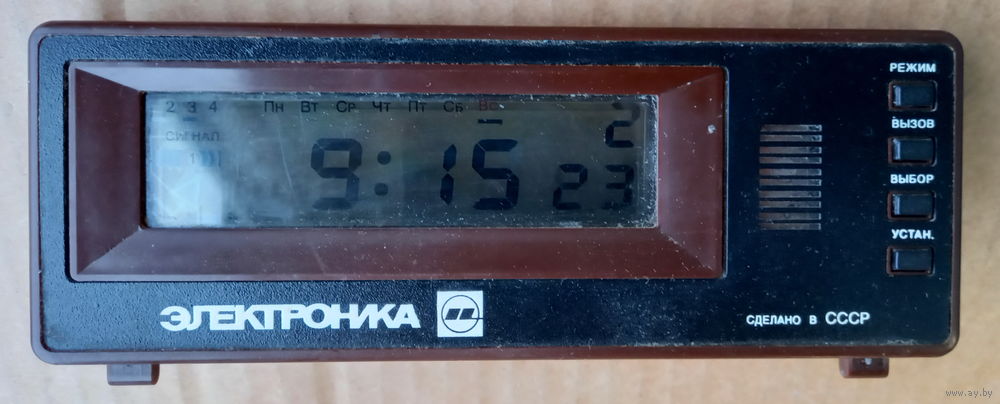 РЕЖИМ
2 3 4 Пн Вт Ср Чт Пт Сб Вс
2
ВЫЗОВ
СИГНАЛ
1
9:15 23
ВЫБОР
УСТАН.
ЭЛЕКТРОНИКА
СДЕЛАНО В СССР
www.ay.by